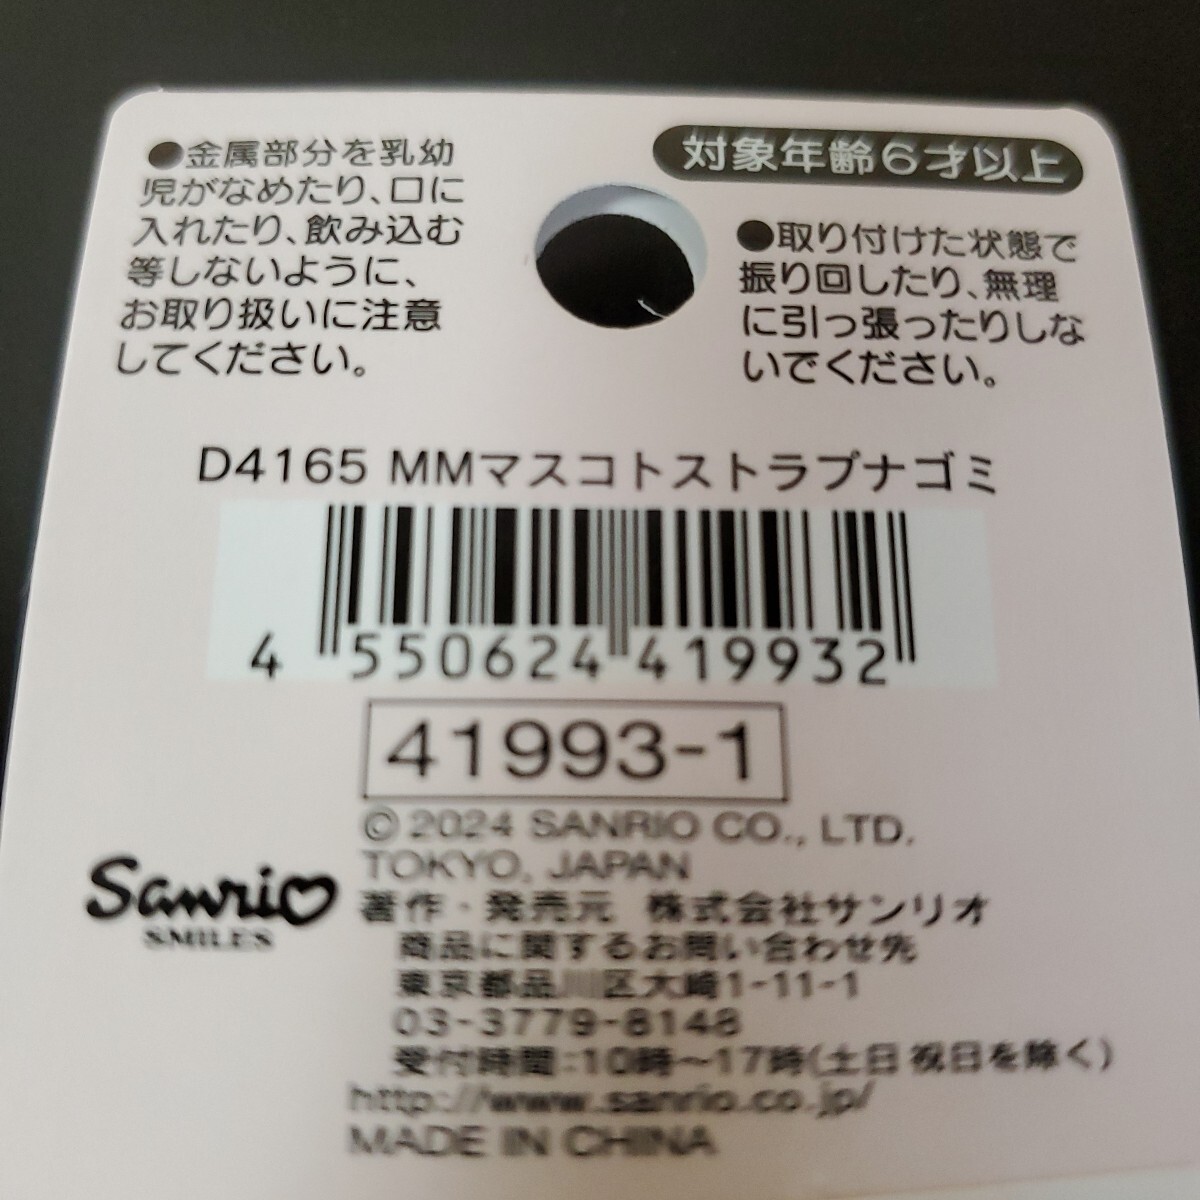 ●金属部分を乳幼
児がなめたり、口に
入れたり、飲み込む
等しないように、
お取り扱いに注意
してください。
対象年齢6才以上
●取り付けた状態で
振り回したり、無理
に引っ張ったりしな
いでください。
D4165 MMマスコトストラプナゴミ
4 550624 419932
41993-1
© 2024 SANRIO CO., LTD.
TOKYO, JAPAN
Sanrio
SMILES
著作・発売元 株式会社サンリオ
商品に関するお問い合わせ先
東京都品川区大崎1-11-1
03-3779-8148
受付時間:10時〜17時(土日祝日を除く)
http://www.sanrio.co.jp/
MADE IN CHINA